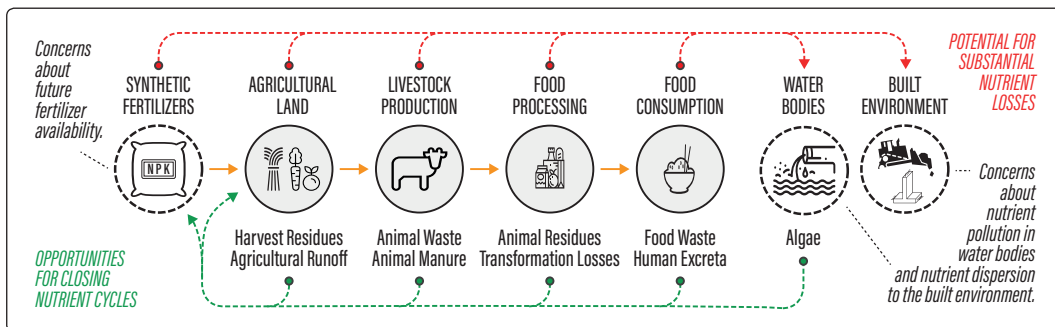 Concerns
about
future
fertilizer
availability.
POTENTIAL FOR
SUBSTANTIAL
NUTRIENT
LOSSES
SYNTHETIC
FERTILIZERS
AGRICULTURAL
LAND
LIVESTOCK
PRODUCTION
FOOD
PROCESSING
FOOD
CONSUMPTION
WATER
BODIES
BUILT
ENVIRONMENT
NPK
Harvest Residues
Agricultural Runoff
Animal Waste
Animal Manure
Animal Residues
Transformation Losses
Food Waste
Human Excreta
Algae
Concerns
about
nutrient
pollution in
water bodies
and nutrient dispersion
to the built environment.
OPPORTUNITIES
FOR CLOSING
NUTRIENT CYCLES